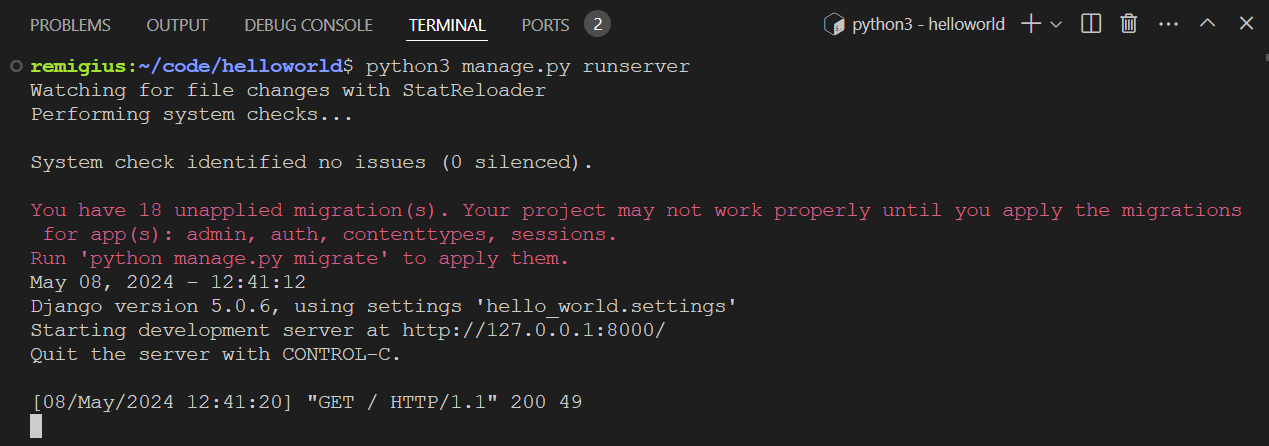 PROBLEMS OUTPUT DEBUG CONSOLE TERMINAL PORTS 2 python3 - helloworld
remigius:~/code/helloworld$ python3 manage.py runserver
Watching for file changes with StatReloader
Performing system checks...
System check identified no issues (0 silenced).
You have 18 unapplied migration(s). Your project may not work properly until you apply the migrations
for app(s): admin, auth, contenttypes, sessions.
Run 'python manage.py migrate' to apply them.
May 08, 2024 - 12:41:12
Django version 5.0.6, using settings 'hello_world.settings'
Starting development server at http://127.0.0.1:8000/
Quit the server with CONTROL-C.
[08/May/2024 12:41:20] "GET / HTTP/1.1" 200 49